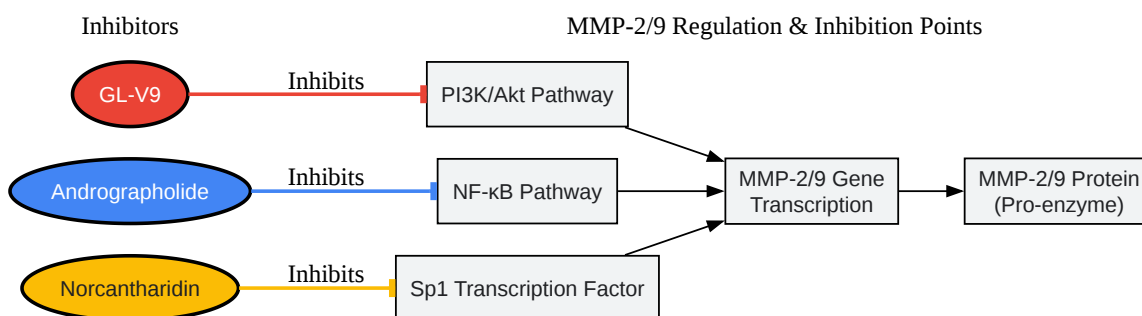 Inhibitors
MMP-2/9 Regulation & Inhibition Points
GL-V9
Inhibits
PI3K/Akt Pathway
Andrographolide
Inhibits
NF-κB Pathway
MMP-2/9 Gene
Transcription
MMP-2/9 Protein
(Pro-enzyme)
Norcantharidin
Inhibits
Sp1 Transcription Factor